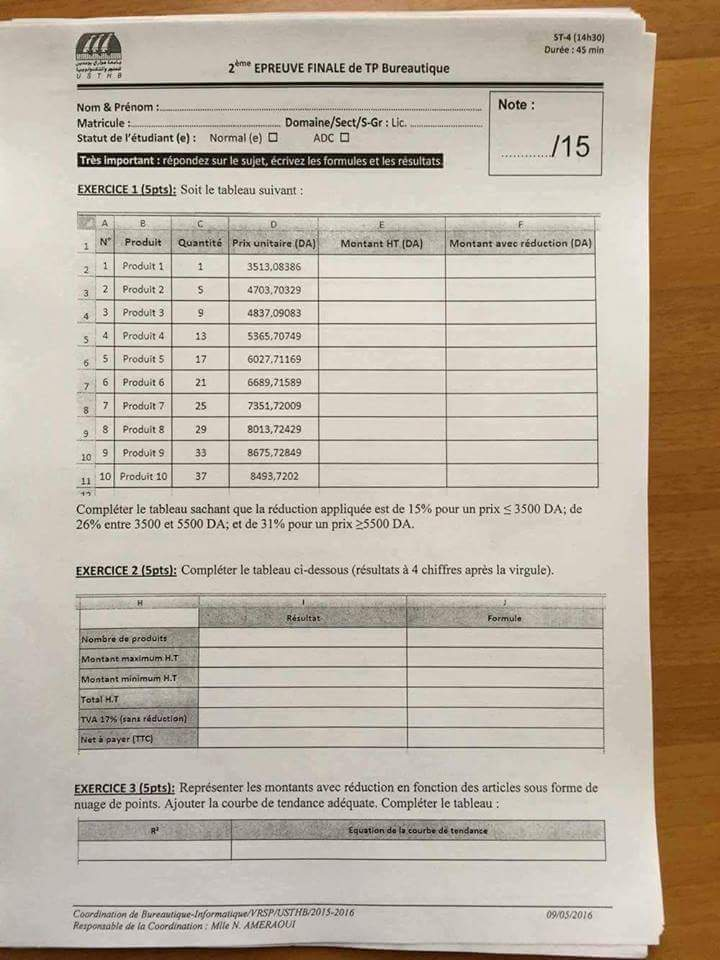 ST-4 (14h30)
Durée : 45 min
U S T H B
2ème EPREUVE FINALE de TP Bureautique
Nom & Prénom :
Matricule : Domaine/Sect/S-Gr : Lic.
Statut de l'étudiant (e) : Normal (e) ☐ ADC ☐
Note :
/15
Très important : répondez sur le sujet, écrivez les formules et les résultats.
EXERCICE 1 (5pts): Soit le tableau suivant :
A B C D E F
1 N° Produit Quantité Prix unitaire (DA) Montant HT (DA) Montant avec réduction (DA)
2 1 Produit 1 1 3513,08386
3 2 Produit 2 5 4703,70329
4 3 Produit 3 9 4837,09083
5 4 Produit 4 13 5365,70749
6 5 Produit 5 17 6027,71169
7 6 Produit 6 21 6689,71589
8 7 Produit 7 25 7351,72009
9 8 Produit 8 29 8013,72429
10 9 Produit 9 33 8675,72849
11 10 Produit 10 37 8493,7202
12
Compléter le tableau sachant que la réduction appliquée est de 15% pour un prix ≤ 3500 DA; de
26% entre 3500 et 5500 DA; et de 31% pour un prix ≥5500 DA.
EXERCICE 2 (5pts): Compléter le tableau ci-dessous (résultats à 4 chiffres après la virgule).
H I J
Résultat Formule
Nombre de produits
Montant maximum H.T
Montant minimum H.T
Total H.T
TVA 17% (sans réduction)
Net à payer (TTC)
EXERCICE 3 (5pts): Représenter les montants avec réduction en fonction des articles sous forme de
nuage de points. Ajouter la courbe de tendance adéquate. Compléter le tableau :
R² Equation de la courbe de tendance
Coordination de Bureautique-Informatique/VRSP/USTHB/2015-2016 09/05/2016
Responsable de la Coordination : Mlle N. AMERAOUI